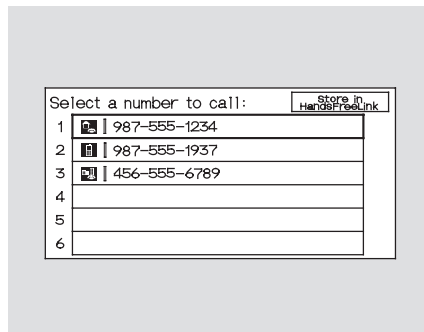 Select a number to call:
Store in
HandsFreeLink
1 987-555-1234
2 987-555-1937
3 456-555-6789
4
5
6